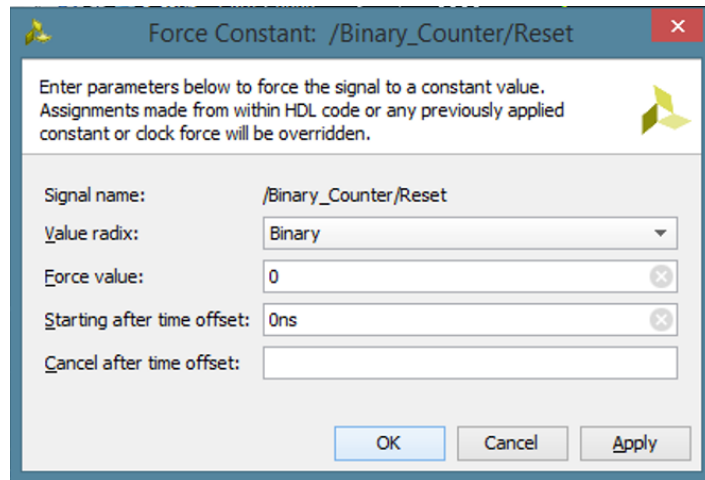 Force Constant: /Binary_Counter/Reset
Enter parameters below to force the signal to a constant value.
Assignments made from within HDL code or any previously applied
constant or clock force will be overridden.
Signal name: /Binary_Counter/Reset
Value radix: Binary
Force value: 0
Starting after time offset: 0ns
Cancel after time offset:
OK Cancel Apply